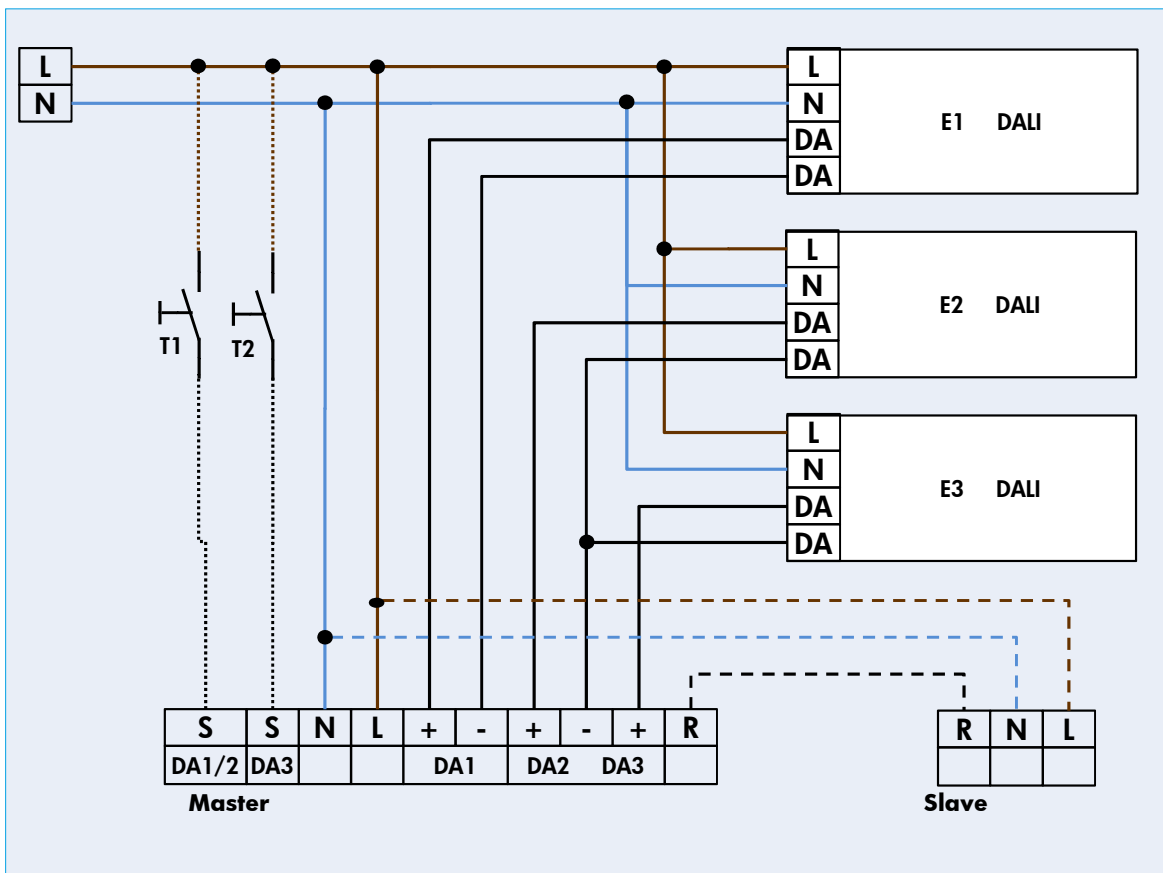 L
N
L
N
DA
DA
E1 DALI
T1
T2
L
N
DA
DA
E2 DALI
L
N
DA
DA
E3 DALI
S S N L + - + - + R
DA1/2 DA3 DA1 DA2 DA3
Master
R N L
Slave